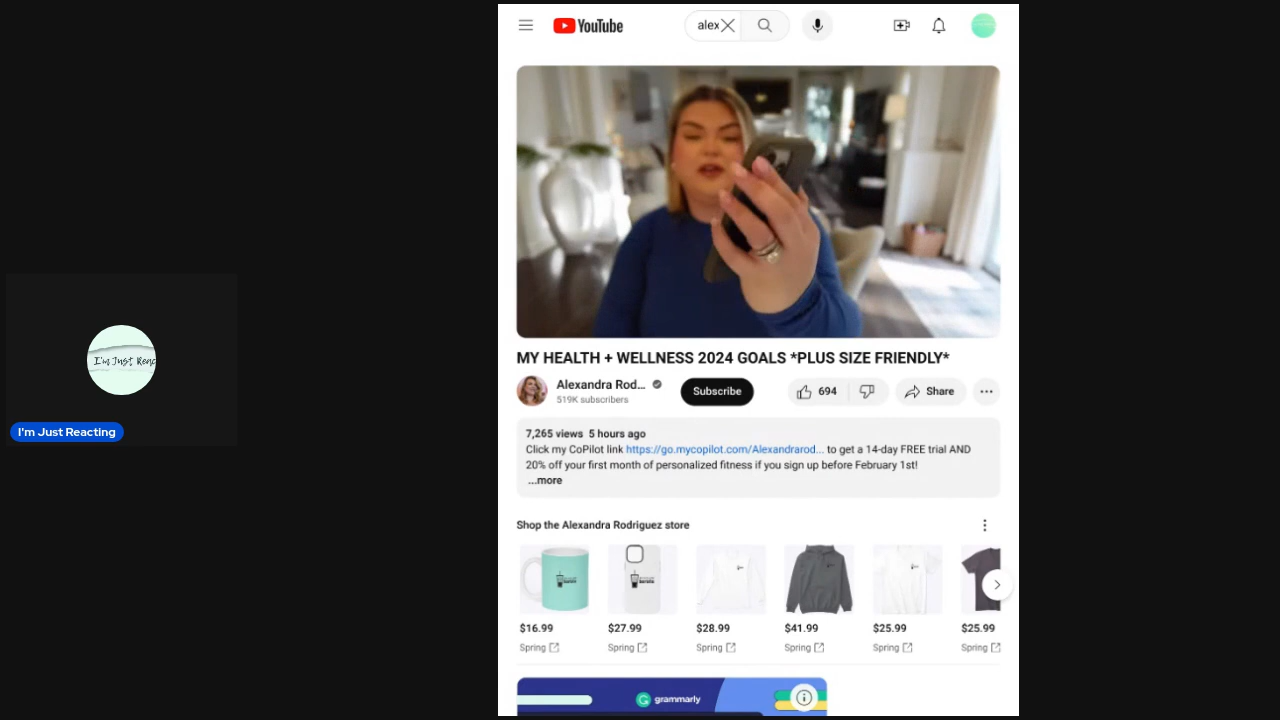 YouTube
alex
MY HEALTH + WELLNESS 2024 GOALS *PLUS SIZE FRIENDLY*
Alexandra Rod...
519K subscribers
Subscribe
694
Share
7,265 views 5 hours ago
Click my CoPilot link https://go.mycopilot.com/Alexandrarod... to get a 14-day FREE trial AND
20% off your first month of personalized fitness if you sign up before February 1st!
...more
I'm Just Reac
I'm Just Reacting
Shop the Alexandra Rodriguez store
$16.99
$27.99
$28.99
$41.99
$25.99
$25.99
Spring
Spring
Spring
Spring
Spring
Spring
grammarly